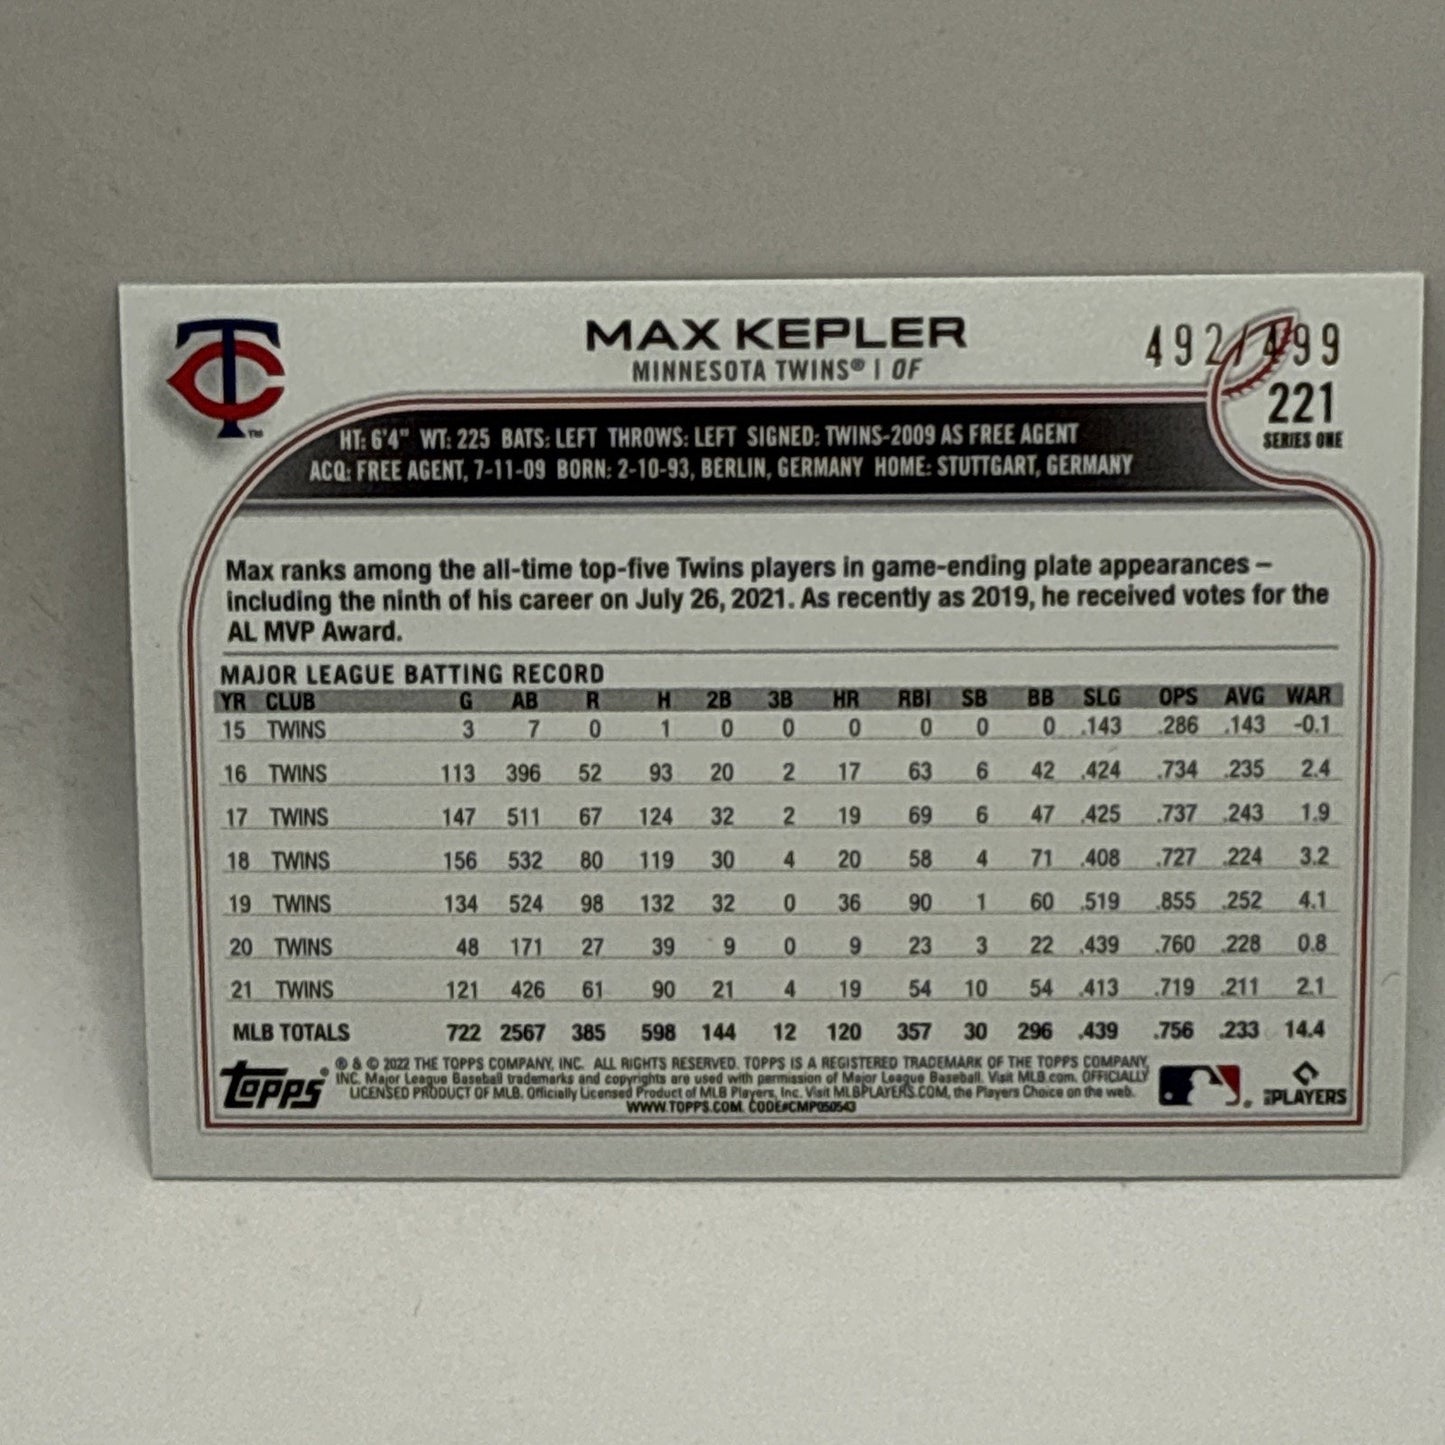 TC™
MAX KEPLER
MINNESOTA TWINS® | OF
492/499
221
SERIES ONE
HT: 6'4" WT: 225 BATS: LEFT THROWS: LEFT SIGNED: TWINS-2009 AS FREE AGENT
ACQ: FREE AGENT, 7-11-09 BORN: 2-10-93, BERLIN, GERMANY HOME: STUTTGART, GERMANY
Max ranks among the all-time top-five Twins players in game-ending plate appearances –
including the ninth of his career on July 26, 2021. As recently as 2019, he received votes for the
AL MVP Award.
MAJOR LEAGUE BATTING RECORD
YR CLUB G AB R H 2B 3B HR RBI SB BB SLG OPS AVG WAR
15 TWINS 3 7 0 1 0 0 0 0 0 0 .143 .286 .143 -0.1
16 TWINS 113 396 52 93 20 2 17 63 6 42 .424 .734 .235 2.4
17 TWINS 147 511 67 124 32 2 19 69 6 47 .425 .737 .243 1.9
18 TWINS 156 532 80 119 30 4 20 58 4 71 .408 .727 .224 3.2
19 TWINS 134 524 98 132 32 0 36 90 1 60 .519 .855 .252 4.1
20 TWINS 48 171 27 39 9 0 9 23 3 22 .439 .760 .228 0.8
21 TWINS 121 426 61 90 21 4 19 54 10 54 .413 .719 .211 2.1
MLB TOTALS 722 2567 385 598 144 12 120 357 30 296 .439 .756 .233 14.4
topps®
® & © 2022 THE TOPPS COMPANY, INC. ALL RIGHTS RESERVED. TOPPS IS A REGISTERED TRADEMARK OF THE TOPPS COMPANY,
INC. Major League Baseball trademarks and copyrights are used with permission of Major League Baseball. Visit MLB.com. OFFICIALLY
LICENSED PRODUCT OF MLB. Officially Licensed Product of MLB Players, Inc. Visit MLBPLAYERS.COM, the Players Choice on the web.
WWW.TOPPS.COM. CODE#CMP050543
PLAYERS